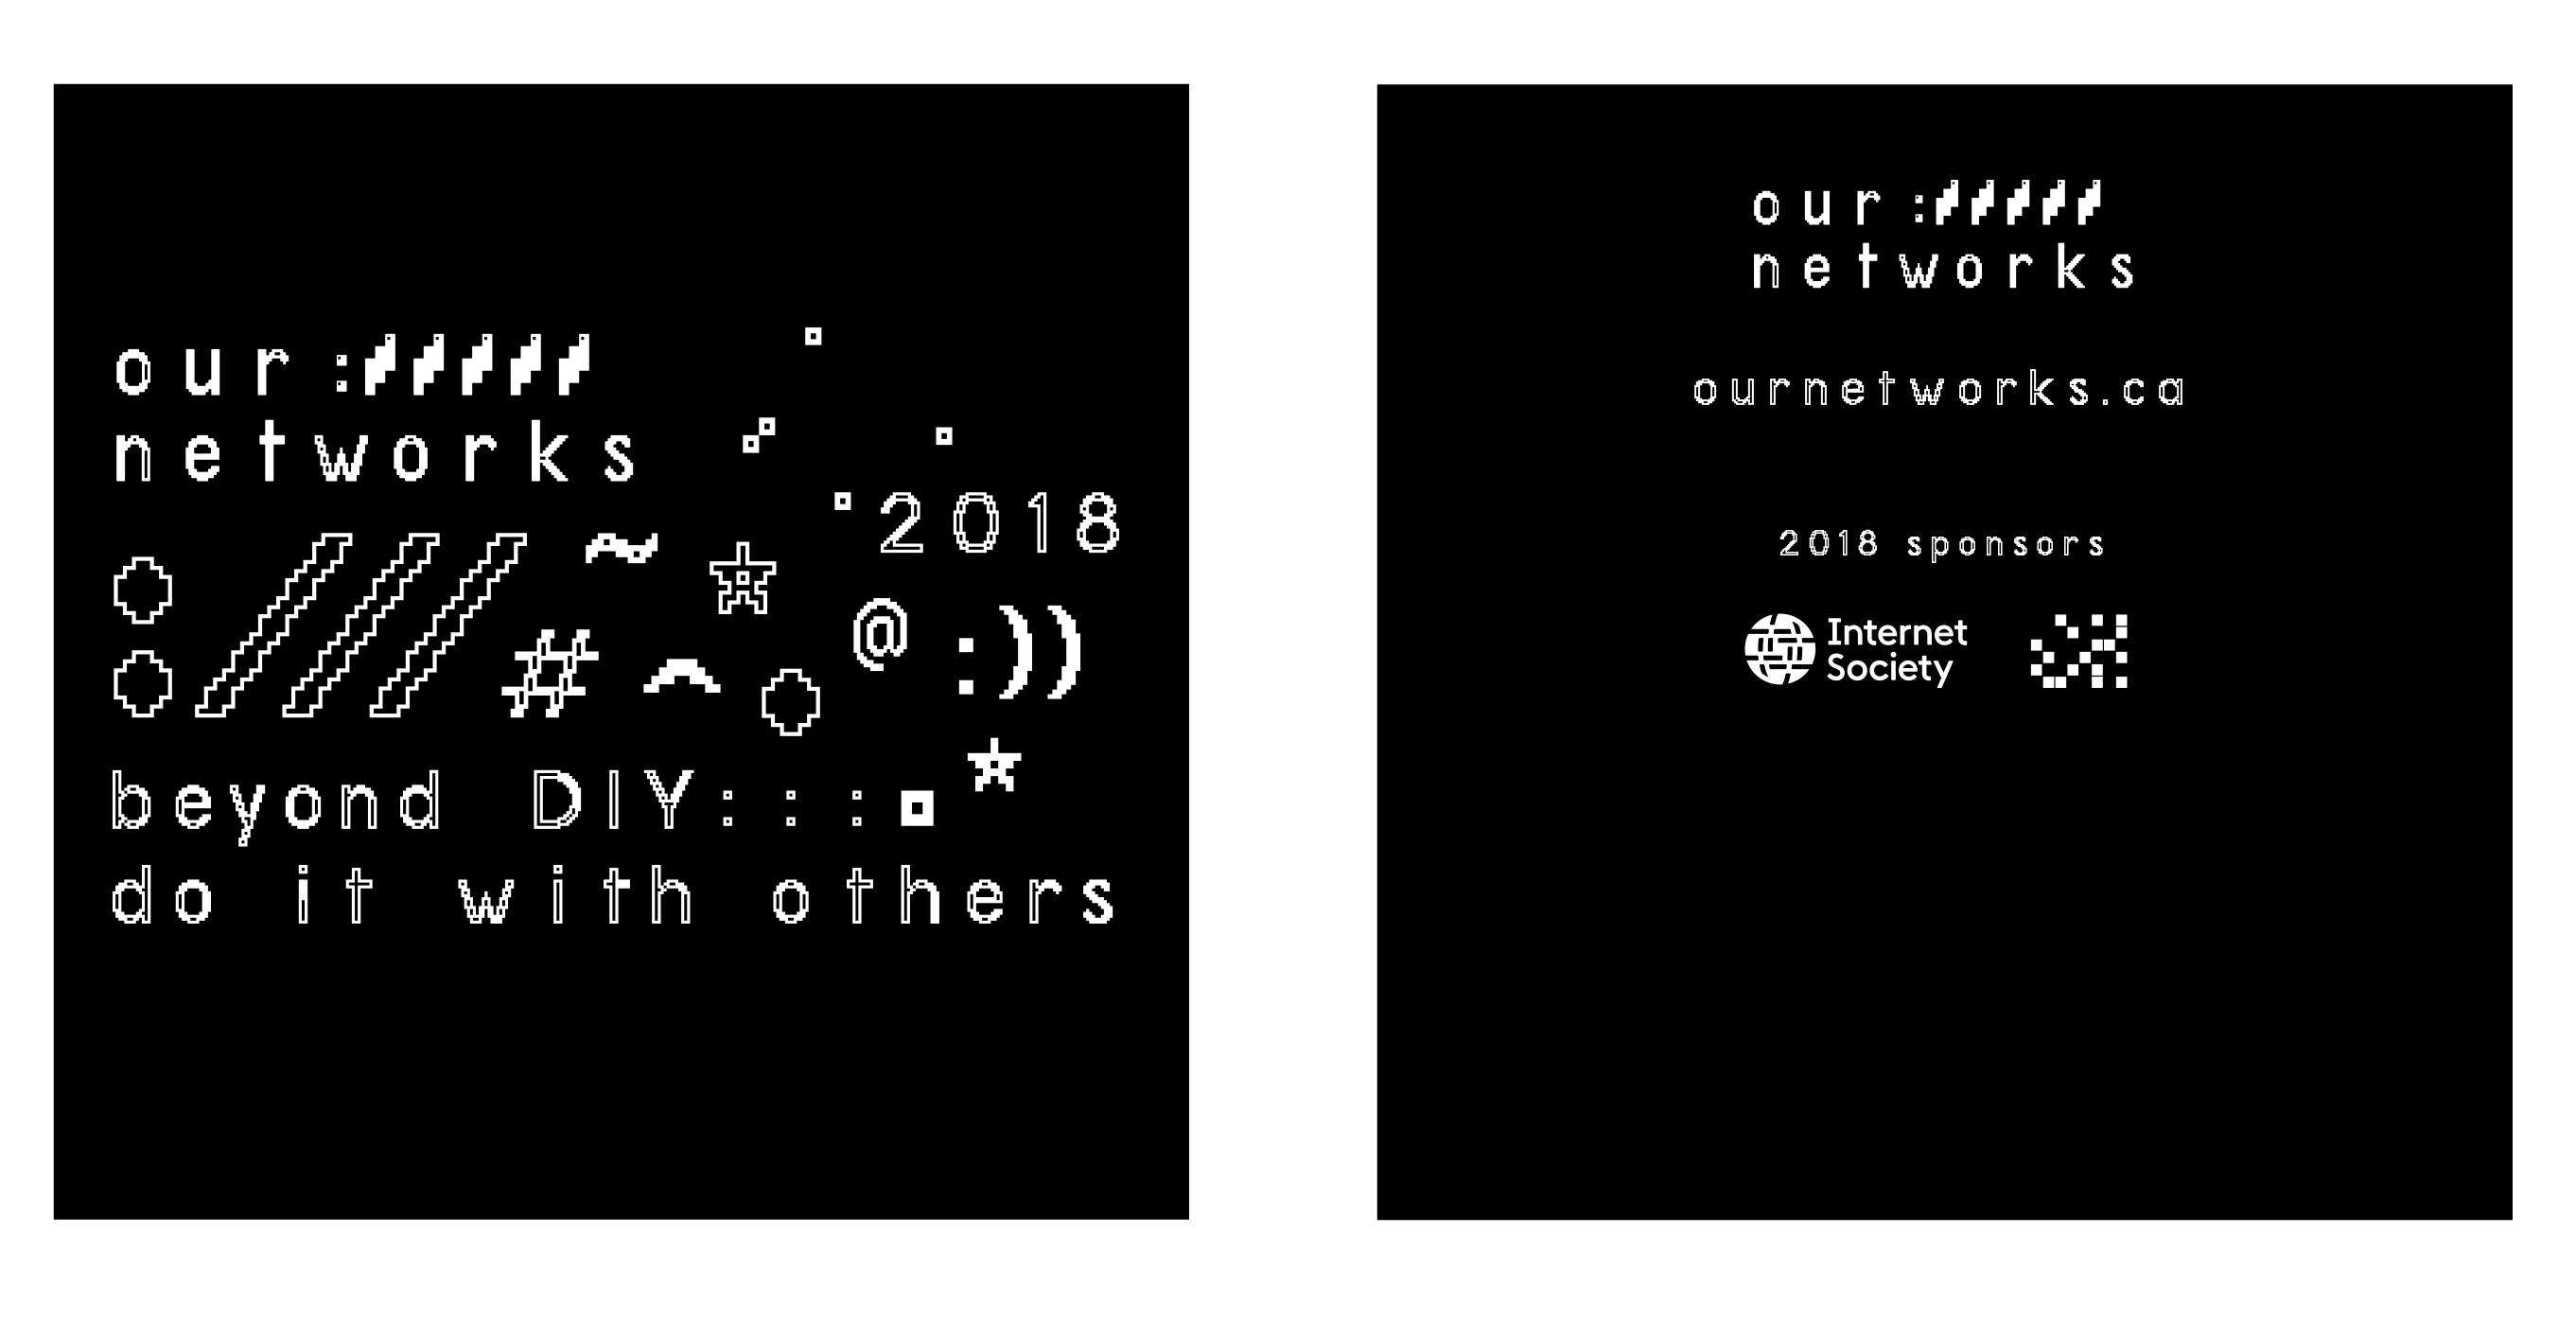 our://///
networks
2018
:/// ~ * # ^ @ :))
beyond DIY:::. *
do it with others
our://///
networks
ournetworks.ca
2018 sponsors
Internet
Society